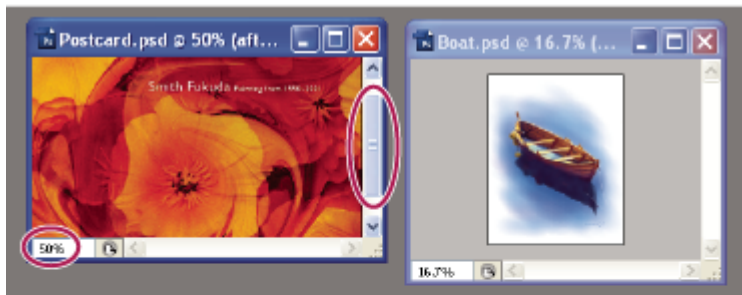 Postcard.psd @ 50% (aft...
Smith Fukuda
50%
Boat.psd @ 16.7% (...
16.7%